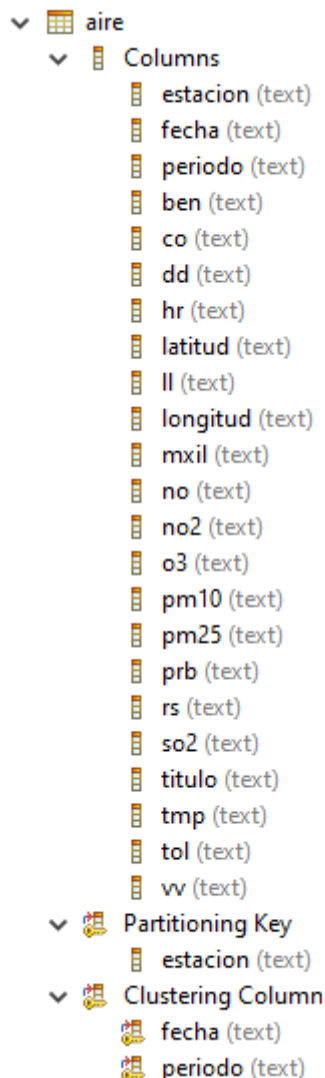 aire
Columns
estacion (text)
fecha (text)
periodo (text)
ben (text)
co (text)
dd (text)
hr (text)
latitud (text)
ll (text)
longitud (text)
mxil (text)
no (text)
no2 (text)
o3 (text)
pm10 (text)
pm25 (text)
prb (text)
rs (text)
so2 (text)
titulo (text)
tmp (text)
tol (text)
vv (text)
Partitioning Key
estacion (text)
Clustering Column
fecha (text)
periodo (text)